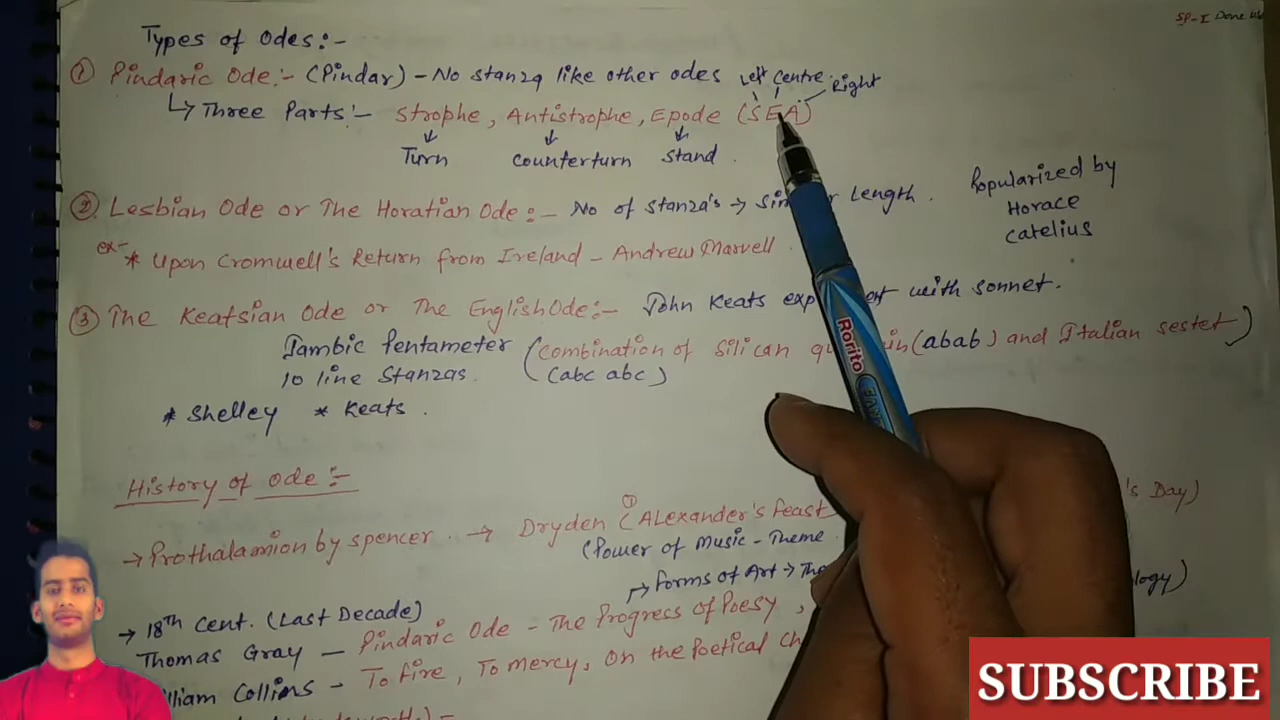 SP-I Done
Types of Odes:-
① Pindaric Ode:- (Pindar) - No stanza like other odes
Left Centre Right
↳ Three Parts:- Strophe, Antistrophe, Epode (SEA)
Turn Counterturn Stand.
② Lesbian Ode or The Horatian Ode:- No of Stanza's → Length.
Popularized by
Horace
Catelius
ex- * Upon Cromwell's Return from Ireland - Andrew Marvell.
③ The Keatsian Ode or The English Ode:- John Keats with sonnet.
Iambic Pentameter (Combination of Silican (abab) and Italian sestet)
10 line Stanzas. (abc abc)
* Shelley * Keats.
History of Ode:-
→ Prothalamion by Spencer. → Dryden (① Alexander's Feast 's Day)
(Power of Music - Theme
→ Forms of Art →
→ 18th Cent. (Last Decade)
Thomas Gray - Pindaric Ode - The Progress of Poesy,
William Collins - To Fire, To Mercy, On the Poetical
SUBSCRIBE
Rorito